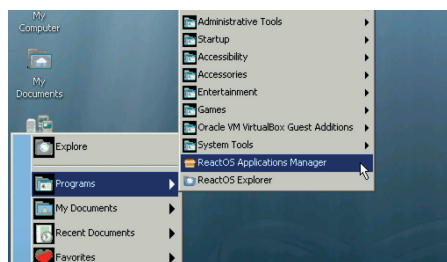 My
Computer
My
Documents
Explore
Programs
My Documents
Recent Documents
Favorites
Administrative Tools
Startup
Accessibility
Accessories
Entertainment
Games
Oracle VM VirtualBox Guest Additions
System Tools
ReactOS Applications Manager
ReactOS Explorer